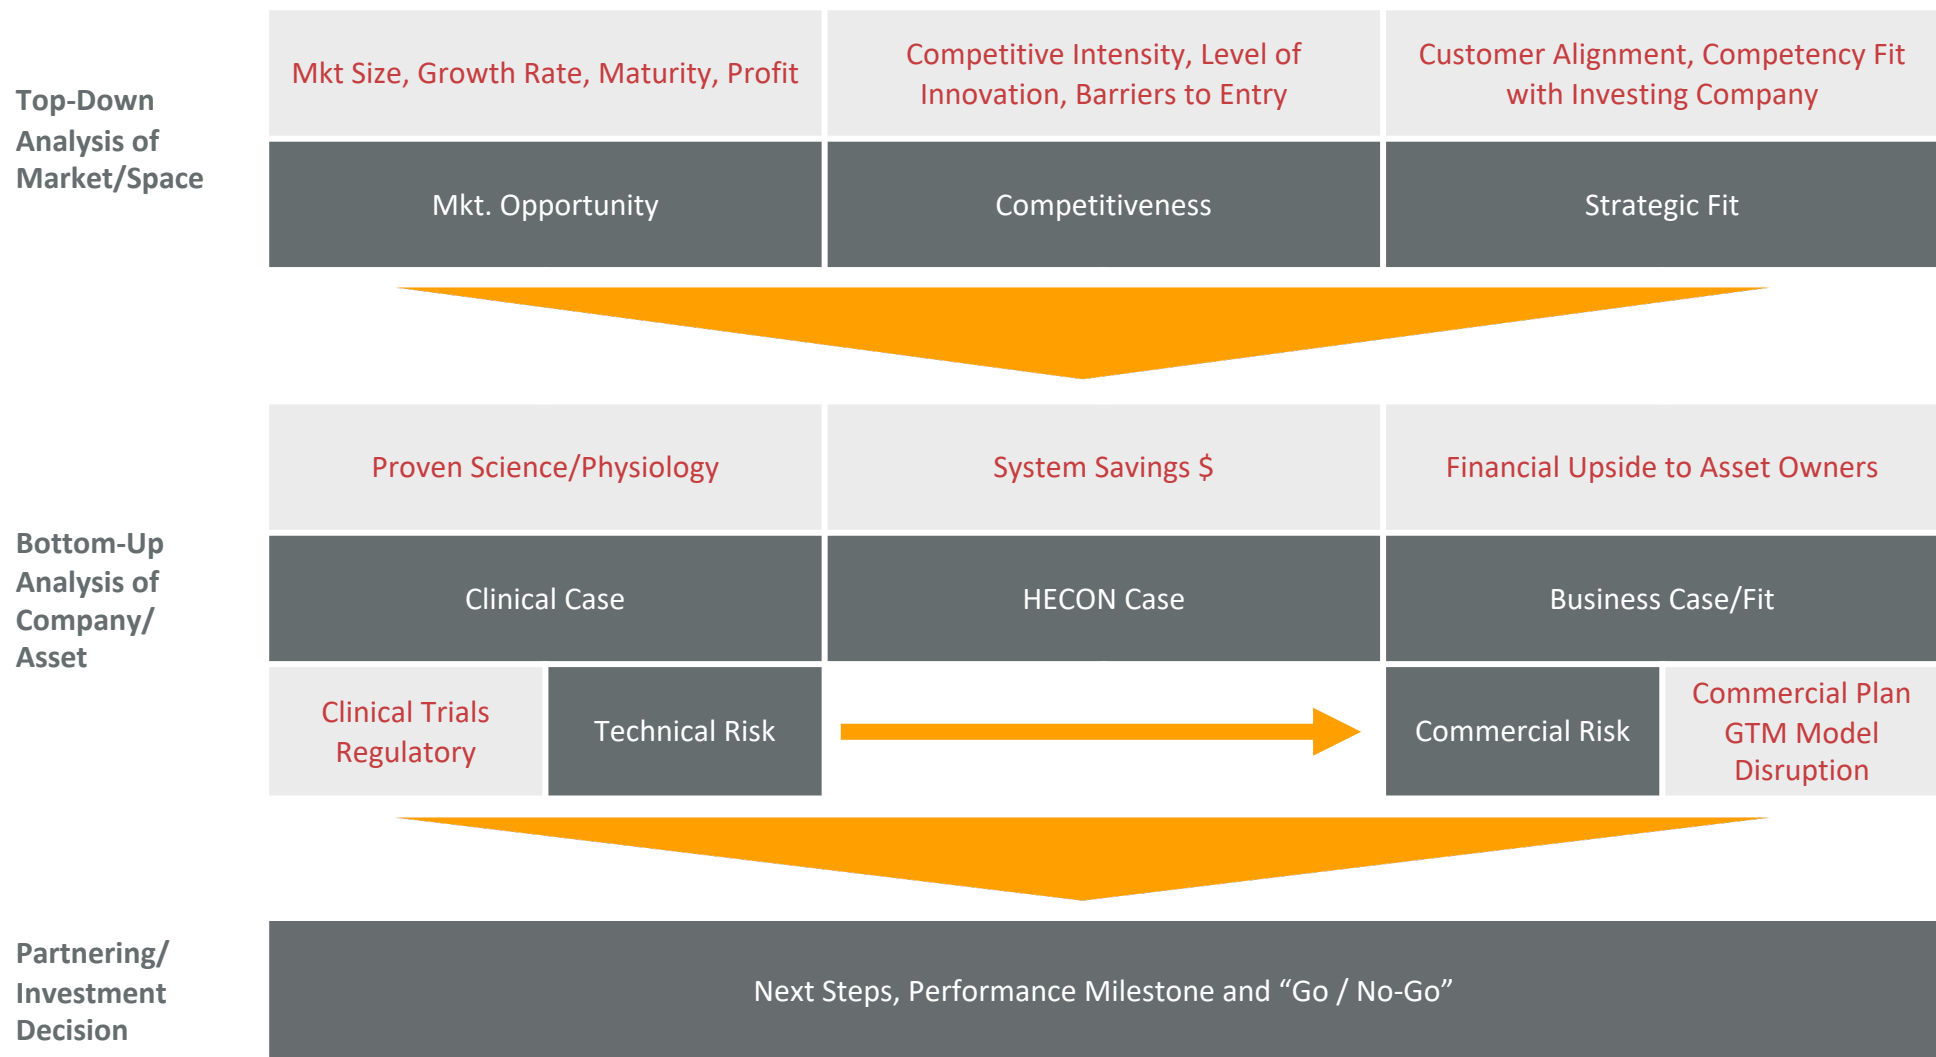 Top-Down
Analysis of
Market/Space
Mkt Size, Growth Rate, Maturity, Profit
Competitive Intensity, Level of
Innovation, Barriers to Entry
Customer Alignment, Competency Fit
with Investing Company
Mkt. Opportunity
Competitiveness
Strategic Fit
Bottom-Up
Analysis of
Company/
Asset
Proven Science/Physiology
System Savings $
Financial Upside to Asset Owners
Clinical Case
HECON Case
Business Case/Fit
Clinical Trials
Regulatory
Technical Risk
Commercial Risk
Commercial Plan
GTM Model
Disruption
Partnering/
Investment
Decision
Next Steps, Performance Milestone and “Go / No-Go”